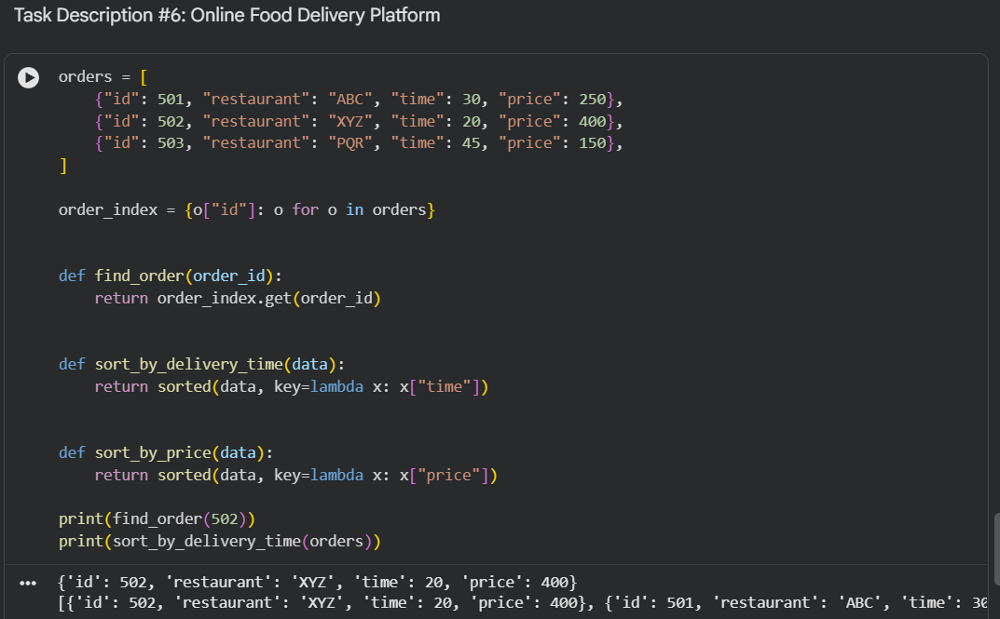 Task Description #6: Online Food Delivery Platform
orders = [
    {"id": 501, "restaurant": "ABC", "time": 30, "price": 250},
    {"id": 502, "restaurant": "XYZ", "time": 20, "price": 400},
    {"id": 503, "restaurant": "PQR", "time": 45, "price": 150},
]
order_index = {o["id"]: o for o in orders}
def find_order(order_id):
    return order_index.get(order_id)
def sort_by_delivery_time(data):
    return sorted(data, key=lambda x: x["time"])
def sort_by_price(data):
    return sorted(data, key=lambda x: x["price"])
print(find_order(502))
print(sort_by_delivery_time(orders))
{'id': 502, 'restaurant': 'XYZ', 'time': 20, 'price': 400}
[{'id': 502, 'restaurant': 'XYZ', 'time': 20, 'price': 400}, {'id': 501, 'restaurant': 'ABC', 'time': 30